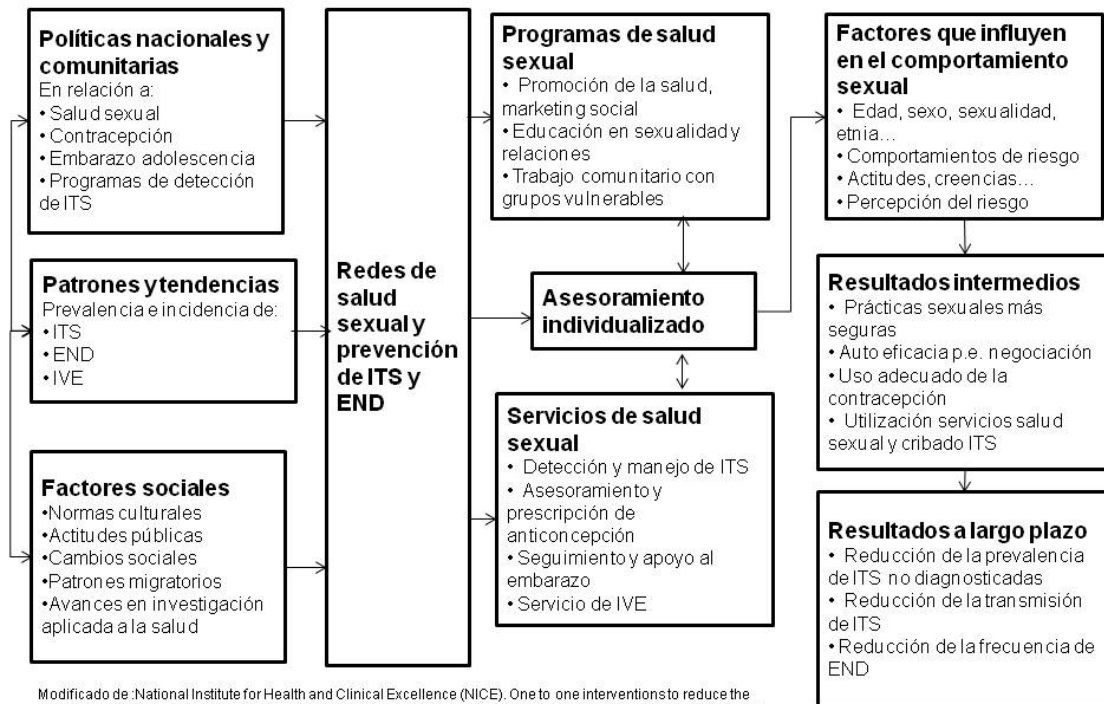 Políticas nacionales y
comunitarias
En relación a:
• Salud sexual
• Contracepción
• Embarazo adolescencia
• Programas de detección
de ITS
Patrones y tendencias
Prevalencia e incidencia de:
• ITS
• END
• IVE
Factores sociales
•Normas culturales
•Actitudes públicas
•Cambios sociales
•Patrones migratorios
•Avances en investigación
aplicada a la salud
Redes de
salud
sexual y
prevención
de ITS y
END
Programas de salud
sexual
• Promoción de la salud,
marketing social
• Educación en sexualidad y
relaciones
• Trabajo comunitario con
grupos vulnerables
Asesoramiento
individualizado
Servicios de salud
sexual
• Detección y manejo de ITS
• Asesoramiento y
prescripción de
anticoncepción
• Seguimiento y apoyo al
embarazo
• Servicio de IVE
Factores que influyen
en el comportamiento
sexual
• Edad, sexo, sexualidad,
etnia…
• Comportamientos de riesgo
• Actitudes, creencias…
• Percepción del riesgo
Resultados intermedios
• Prácticas sexuales más
seguras
• Auto eficacia p.e. negociación
• Uso adecuado de la
contracepción
• Utilización servicios salud
sexual y cribado ITS
Resultados a largo plazo
• Reducción de la prevalencia
de ITS no diagnosticadas
• Reducción de la transmisión
de ITS
• Reducción de la frecuencia de
END
Modificado de :National Institute for Health and Clinical Excellence (NICE). One to one interventions to reduce the